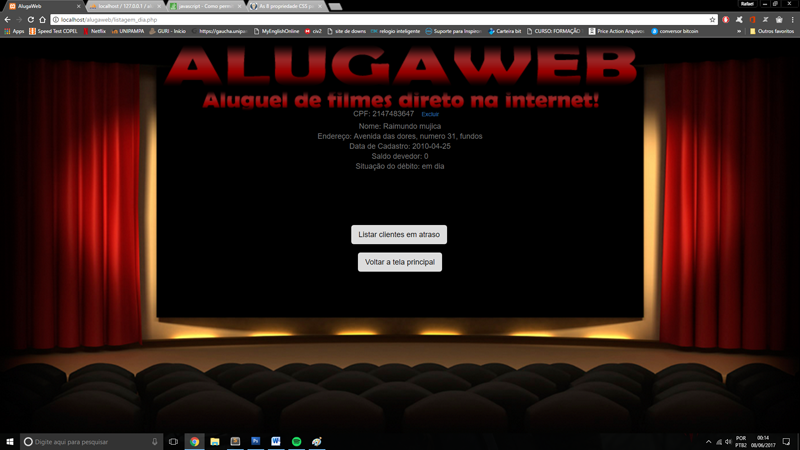 AlugaWeb
localhost / 127.0.0.1 /
javascript - Como perm
As 8 propriedade CSS p
Rafael
localhost/alugaweb/listagem_dia.php
Apps
Speed Test COPEL
Netflix
UNIPAMPA
GURI - Início
https://gaucha.unipa
MyEnglishOnline
civ2
site de downs
relogio inteligente
Suporte para Inspiro
Carteira bit
CURSO: FORMAÇÃO
Price Action Arquivos
conversor bitcoin
»
Outros favoritos
ALUGAWEB
Aluguel de filmes direto na internet!
CPF: 2147483647 Excluir
Nome: Raimundo mujica
Endereço: Avenida das dores, numero 31, fundos
Data de Cadastro: 2010-04-25
Saldo devedor: 0
Situação do débito: em dia
Listar clientes em atraso
Voltar a tela principal
Digite aqui para pesquisar
POR
PTB2
00:14
08/06/2017